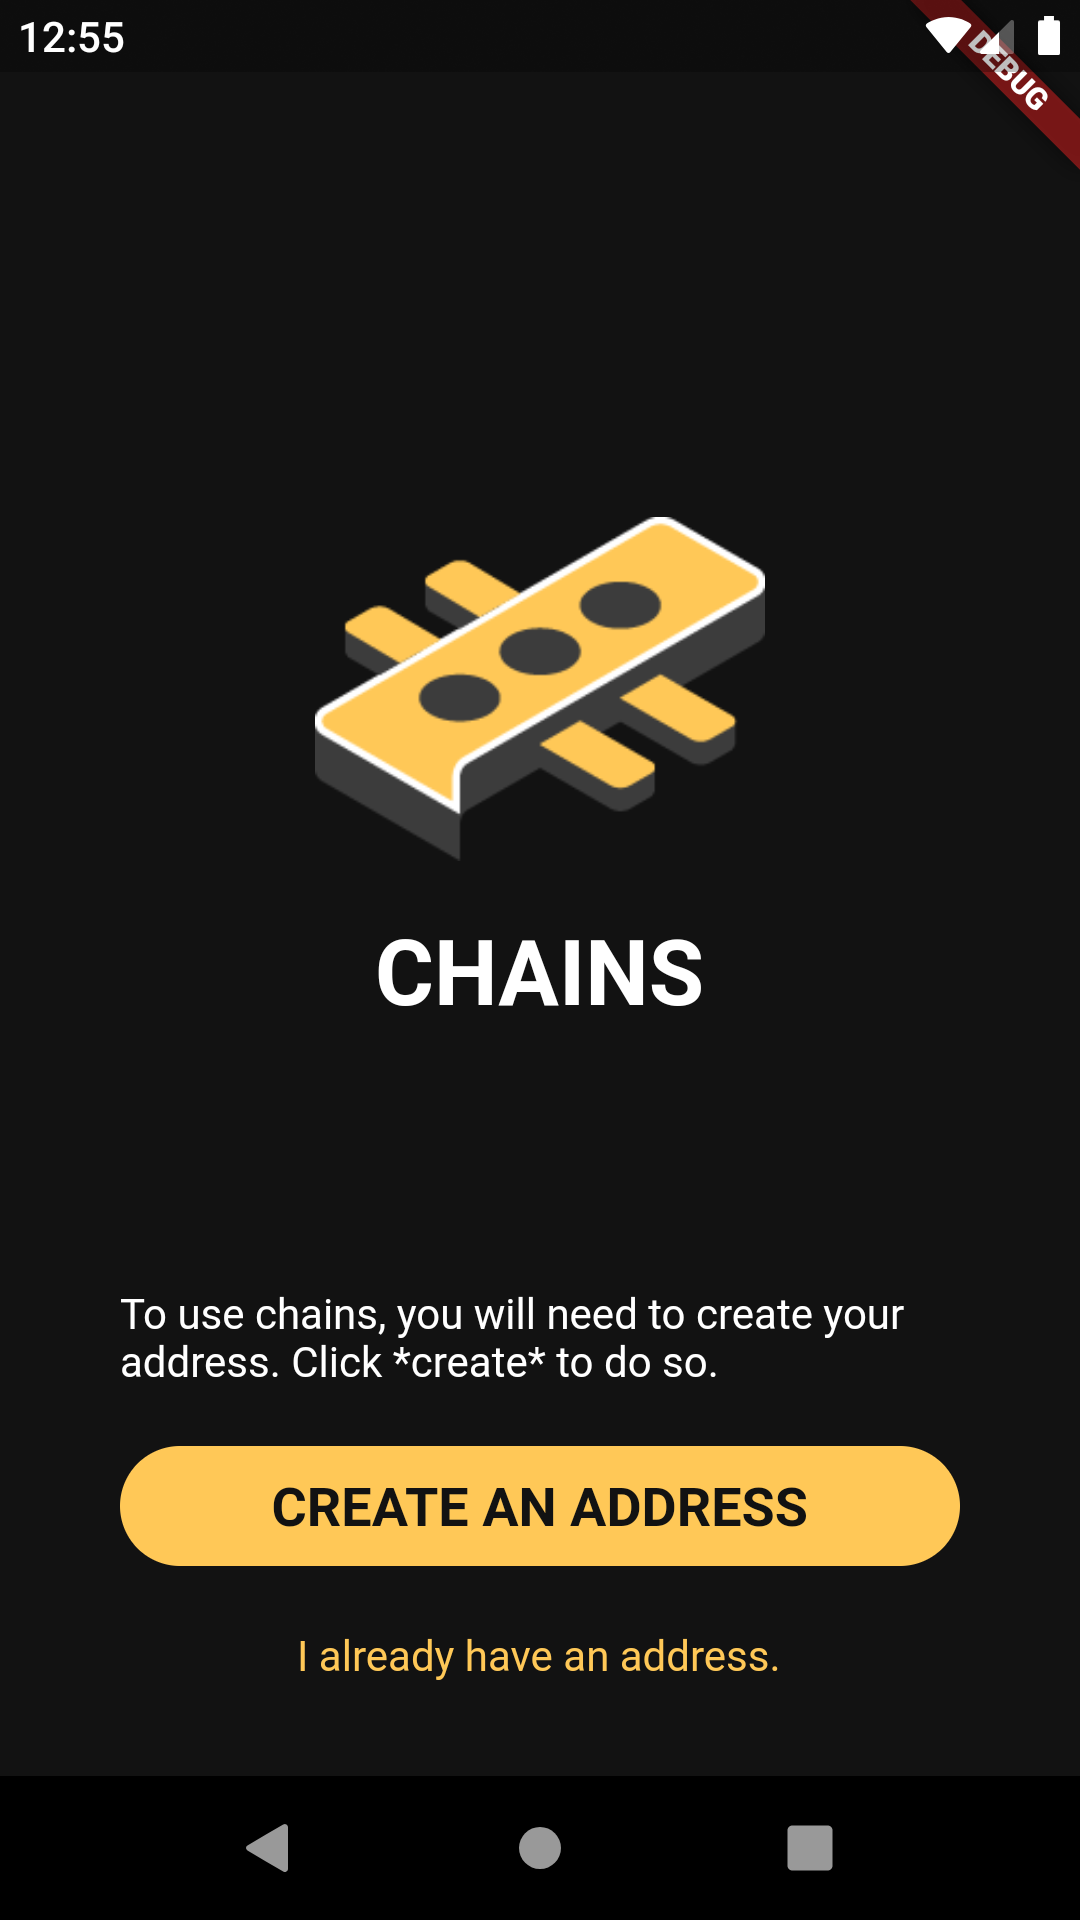 12:55
DEBUG
CHAINS
To use chains, you will need to create your
address. Click *create* to do so.
CREATE AN ADDRESS
I already have an address.